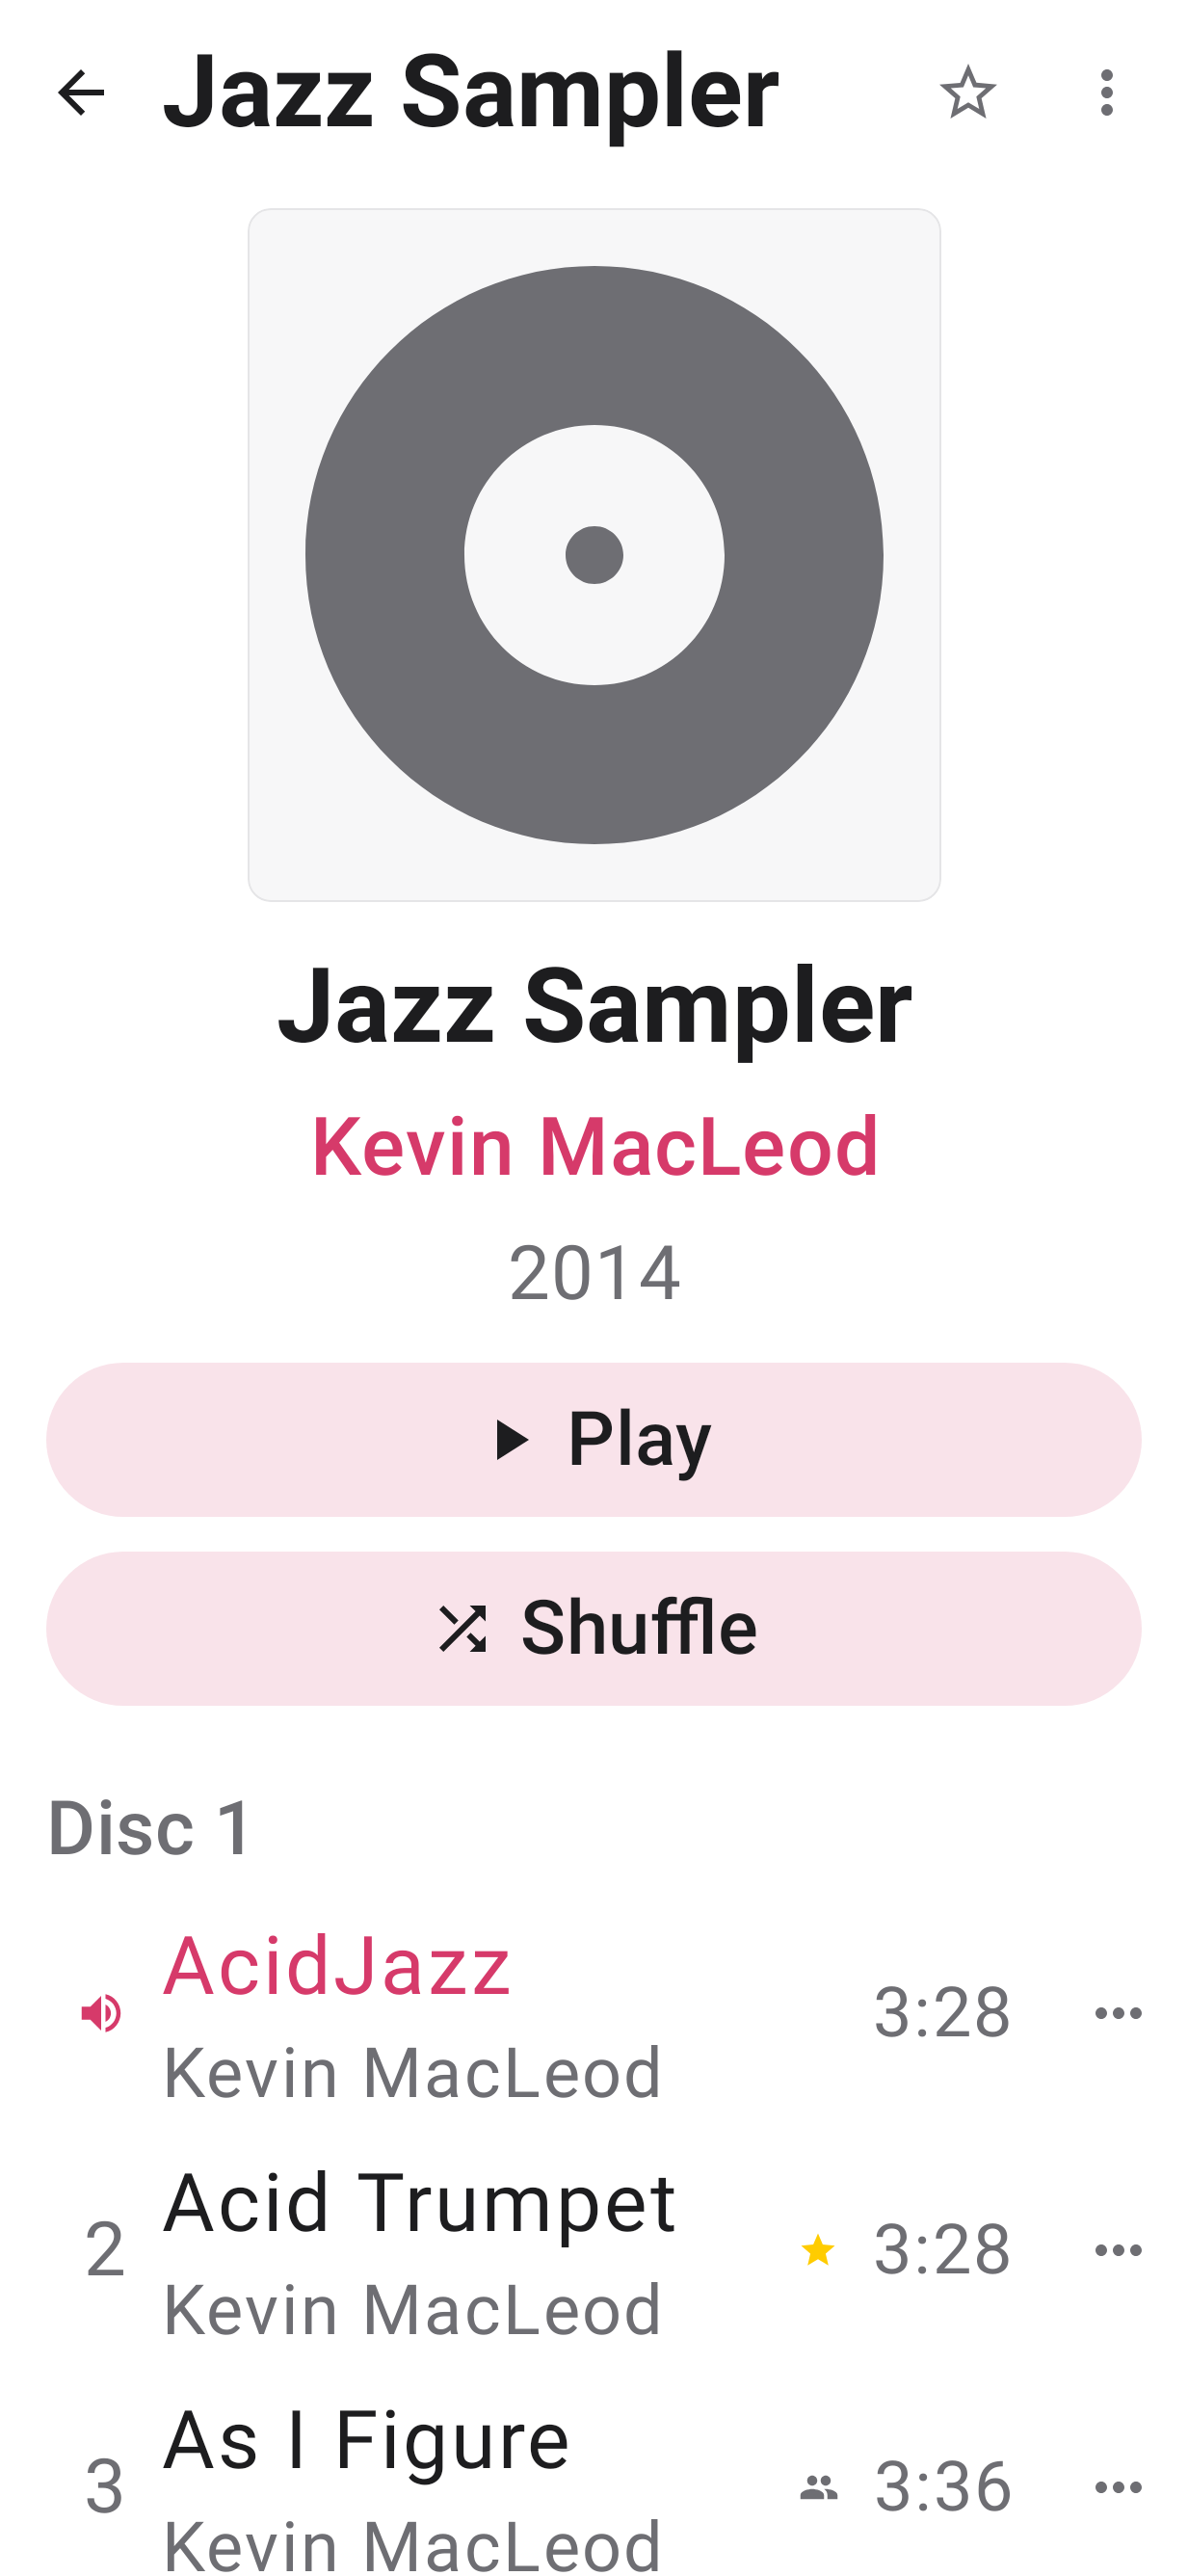 Jazz Sampler
Jazz Sampler
Kevin MacLeod
2014
Play
Shuffle
Disc 1
AcidJazz
Kevin MacLeod
3:28
2
Acid Trumpet
Kevin MacLeod
3:28
3
As I Figure
Kevin MacLeod
3:36